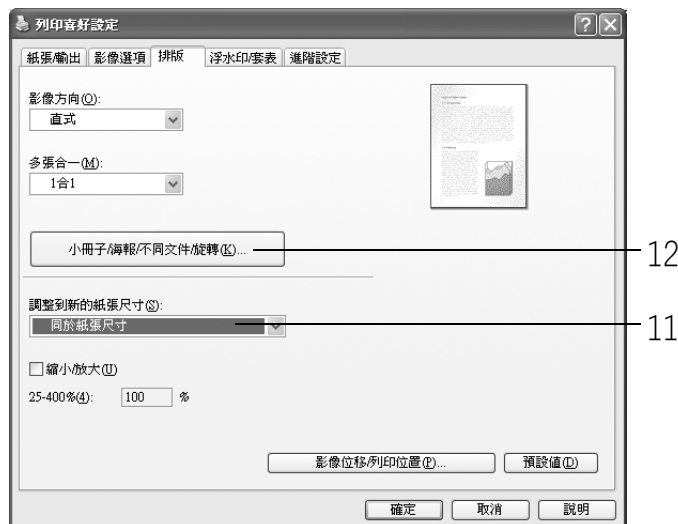 列印喜好設定
紙張/輸出 影像選項 排版 浮水印/套表 進階設定
影像方向(O):
直式
多張合一(M):
1合1
小冊子/海報/不同文件/旋轉(K)...
12
調整到新的紙張尺寸(S):
同於紙張尺寸
11
縮小/放大(U)
25-400%(4): 100 %
影像位移/列印位置(P)... 預設值(D)
確定 取消 說明